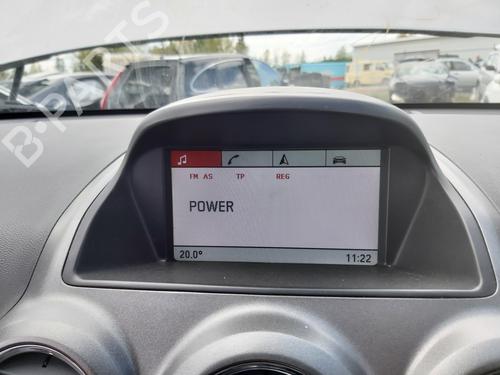 B-PARTS
FM AS TP REG
POWER
20.0° 11:22